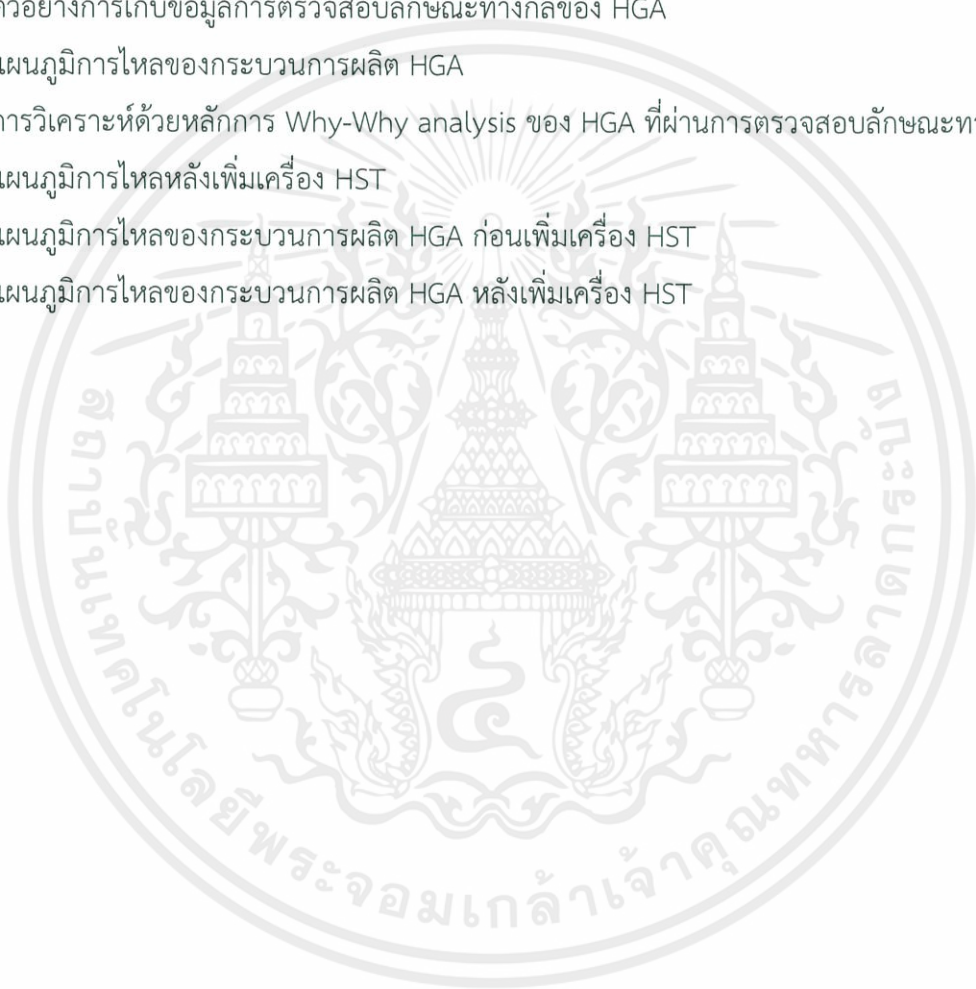 ตัวอย่างการเก็บข้อมูลการตรวจสอบลักษณะทางกลของ HGA
แผนภูมิการไหลของกระบวนการผลิต HGA
การวิเคราะห์ด้วยหลักการ Why-Why analysis ของ HGA ที่ผ่านการตรวจสอบลักษณะ
แผนภูมิการไหลหลังเพิ่มเครื่อง HST
แผนภูมิการไหลของกระบวนการผลิต HGA ก่อนเพิ่มเครื่อง HST
แผนภูมิการไหลของกระบวนการผลิต HGA หลังเพิ่มเครื่อง HST
สถาบันเทคโนโลยีพระจอมเกล้าเจ้าคุณทหารลาดกระบัง